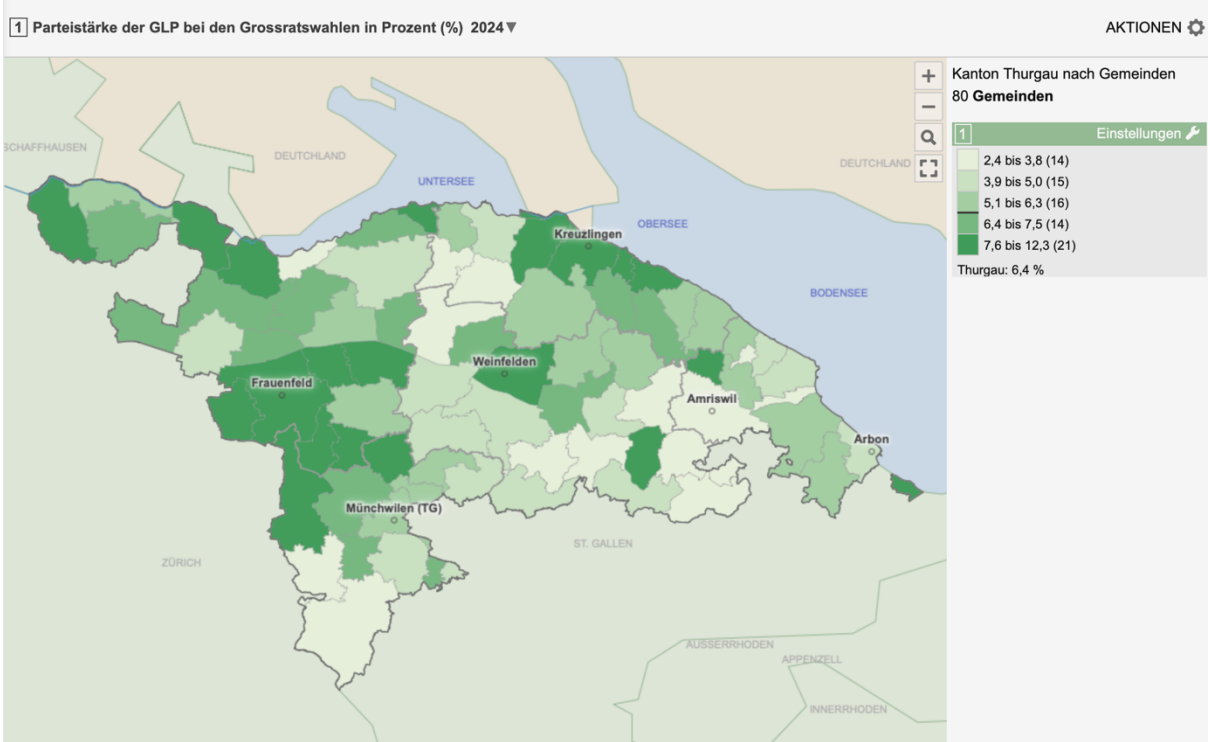 1 Parteistärke der GLP bei den Grossratswahlen in Prozent (%) 2024▼
AKTIONEN
Kanton Thurgau nach Gemeinden
80 Gemeinden
1 Einstellungen
2,4 bis 3,8 (14)
3,9 bis 5,0 (15)
5,1 bis 6,3 (16)
6,4 bis 7,5 (14)
7,6 bis 12,3 (21)
Thurgau: 6,4 %
SCHAFFHAUSEN
DEUTCHLAND
DEUTCHLAND
UNTERSEE
OBERSEE
Kreuzlingen
BODENSEE
Weinfelden
Frauenfeld
Amriswil
Arbon
Münchwilen (TG)
ST. GALLEN
ZÜRICH
AUSSERRHODEN
APPENZELL
INNERRHODEN